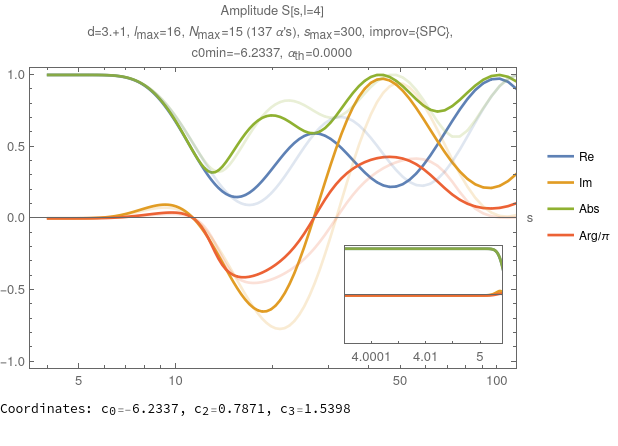 Amplitude S[s,l=4]
d=3.+1, lmax=16, Nmax=15 (137 α's), smax=300, improv={SPC},
c0min=−6.2337, αth=0.0000
1.0
0.5
0.0
−0.5
−1.0
s
Re
Im
Abs
Arg/π
4.0001 4.01 5
5 10 50 100
Coordinates: c0=−6.2337, c2=0.7871, c3=1.5398